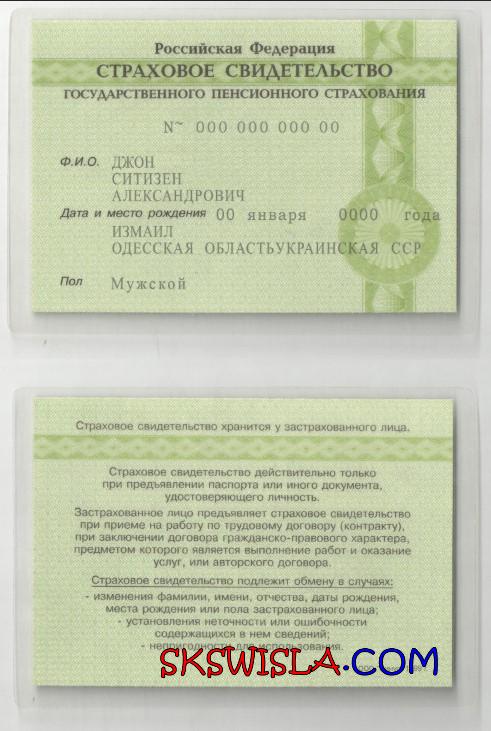 Российская Федерация
СТРАХОВОЕ СВИДЕТЕЛЬСТВО
ГОСУДАРСТВЕННОГО ПЕНСИОННОГО СТРАХОВАНИЯ
N~ 000 000 000 00
Ф.И.О. ДЖОН
СИТИЗЕН
АЛЕКСАНДРОВИЧ
Дата и место рождения 00 января 0000 года
ИЗМАИЛ
ОДЕССКАЯ ОБЛАСТЬУКРАИНСКАЯ ССР
Пол Мужской
Страховое свидетельство хранится у застрахованного лица.
Страховое свидетельство действительно только
при предъявлении паспорта или иного документа,
удостоверяющего личность.
Застрахованное лицо предъявляет страховое свидетельство
при приеме на работу по трудовому договору (контракту),
при заключении договора гражданско-правового характера,
предметом которого является выполнение работ и оказание
услуг, или авторского договора.
Страховое свидетельство подлежит обмену в случаях:
- изменения фамилии, имени, отчества, даты рождения,
места рождения или пола застрахованного лица;
- установления неточности или ошибочности
содержащихся в нем сведений;
- непригодности для использования.
SKSWISLA.COM